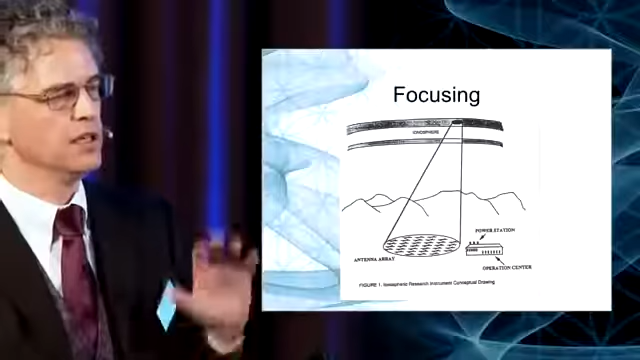 Focusing
IONOSPHERE
POWER STATION
ANTENNA ARRAY
OPERATION CENTER
FIGURE 1. Ionospheric Research Instrument Conceptual Drawing